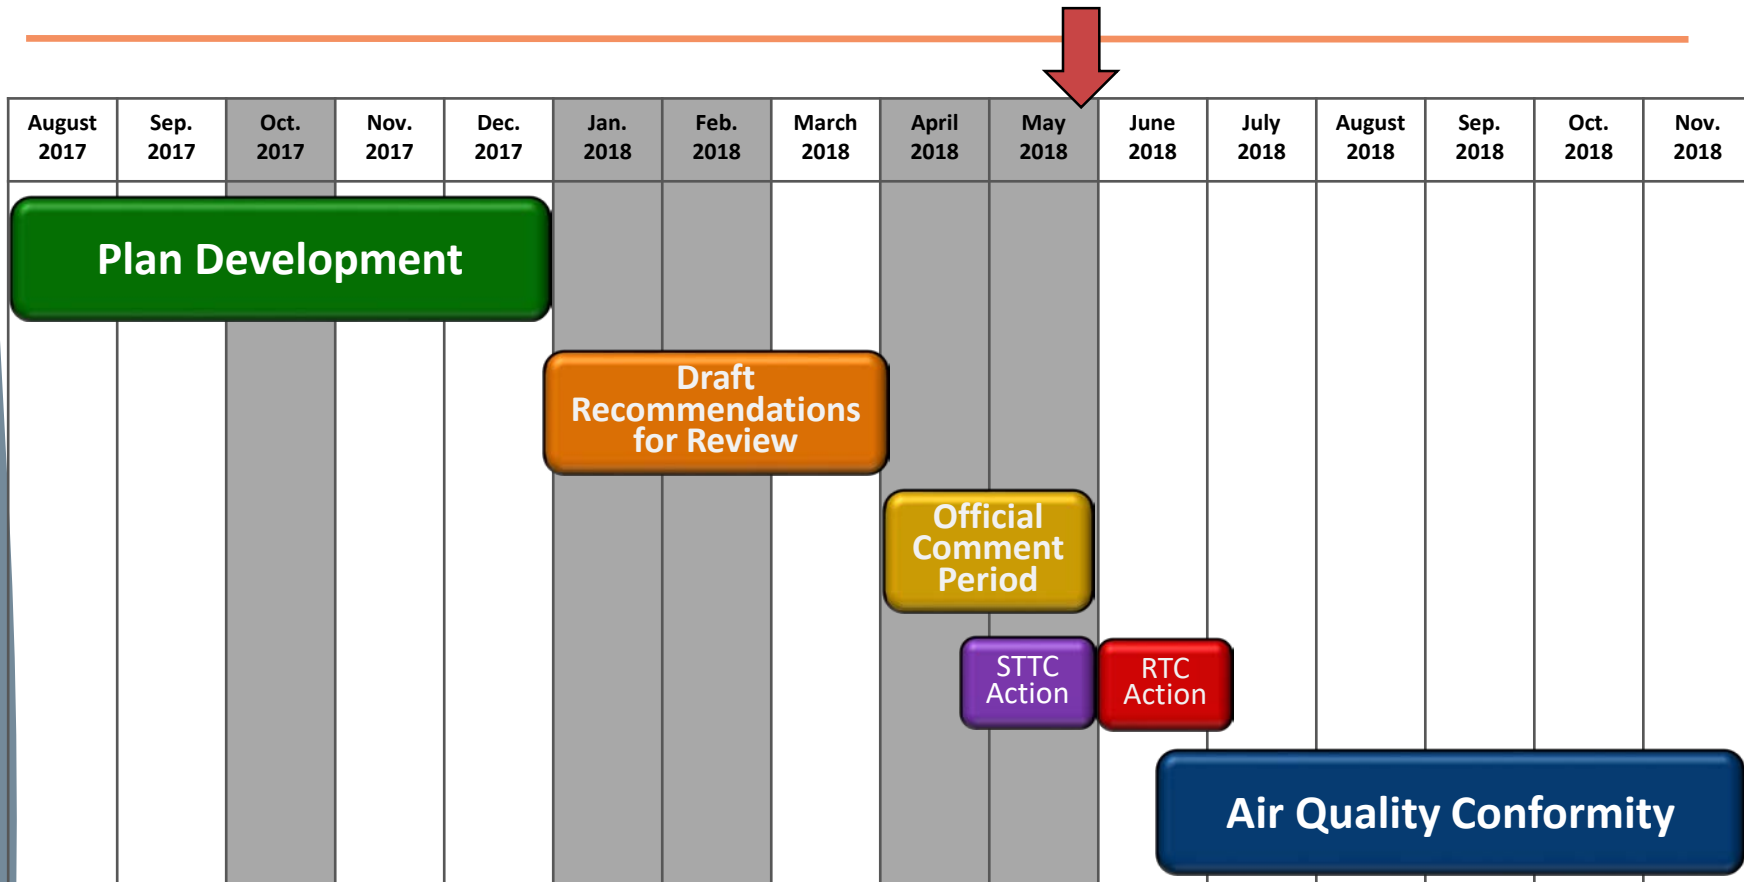 August Sep. Oct. Nov. Dec. Jan. Feb. March April May June July August Sep. Oct. Nov.
2017 2017 2017 2017 2017 2018 2018 2018 2018 2018 2018 2018 2018 2018 2018 2018
Plan Development
Draft
Recommendations
for Review
Official
Comment
Period
STTC
Action
RTC
Action
Air Quality Conformity